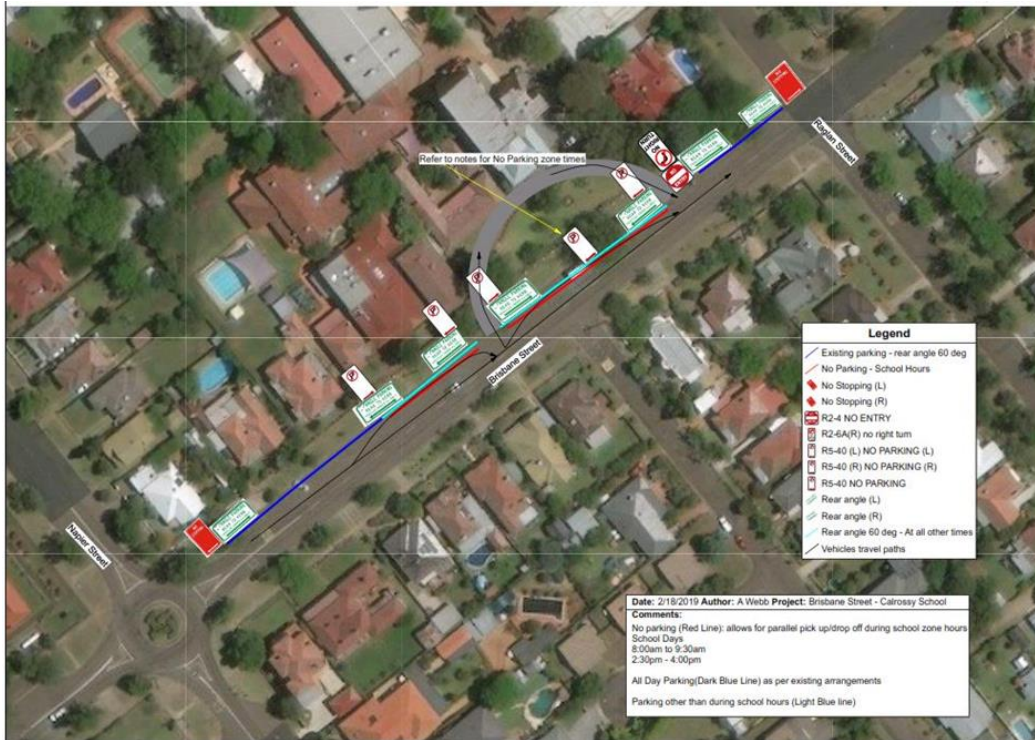 Refer to notes for No Parking zone times
Raglan Street
Brisbane Street
Napier Street
NO RIGHT TURN
Legend
Existing parking - rear angle 60 deg
No Parking - School Hours
No Stopping (L)
No Stopping (R)
R2-4 NO ENTRY
R2-6A(R) no right turn
R5-40 (L) NO PARKING (L)
R5-40 (R) NO PARKING (R)
R5-40 NO PARKING
Rear angle (L)
Rear angle (R)
Rear angle 60 deg - At all other times
Vehicles travel paths
Date: 2/18/2019 Author: A Webb Project: Brisbane Street - Calrossy School
Comments:
No parking (Red Line): allows for parallel pick up/drop off during school zone hours
School Days
8:00am to 9:30am
2:30pm - 4:00pm
All Day Parking(Dark Blue Line) as per existing arrangements
Parking other than during school hours (Light Blue line)